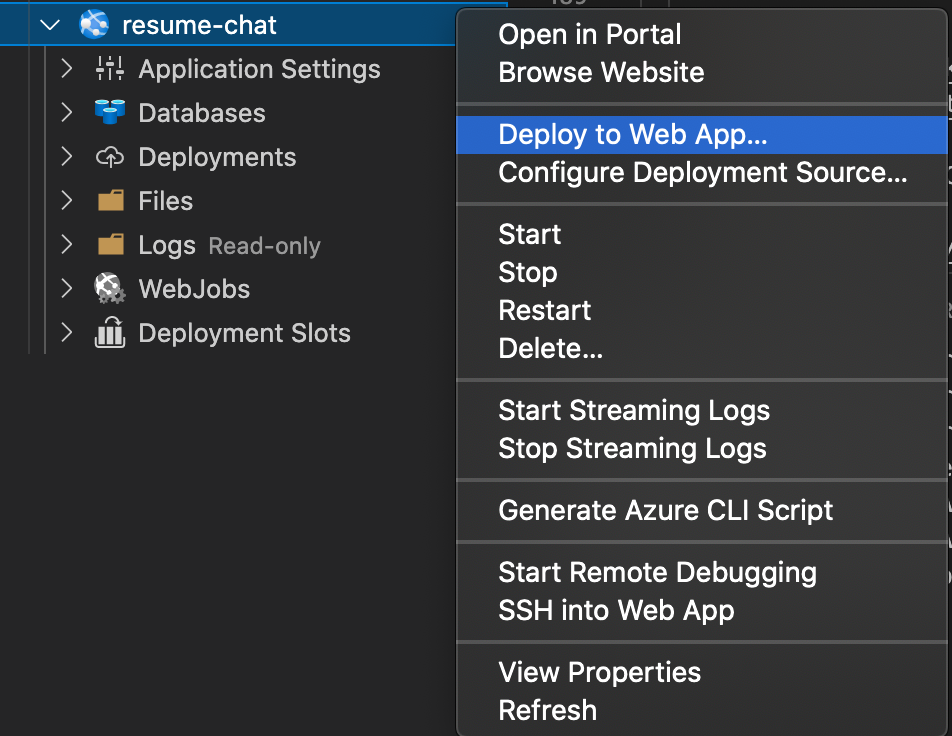 resume-chat
Application Settings
Databases
Deployments
Files
Logs Read-only
WebJobs
Deployment Slots
Open in Portal
Browse Website
Deploy to Web App...
Configure Deployment Source...
Start
Stop
Restart
Delete...
Start Streaming Logs
Stop Streaming Logs
Generate Azure CLI Script
Start Remote Debugging
SSH into Web App
View Properties
Refresh